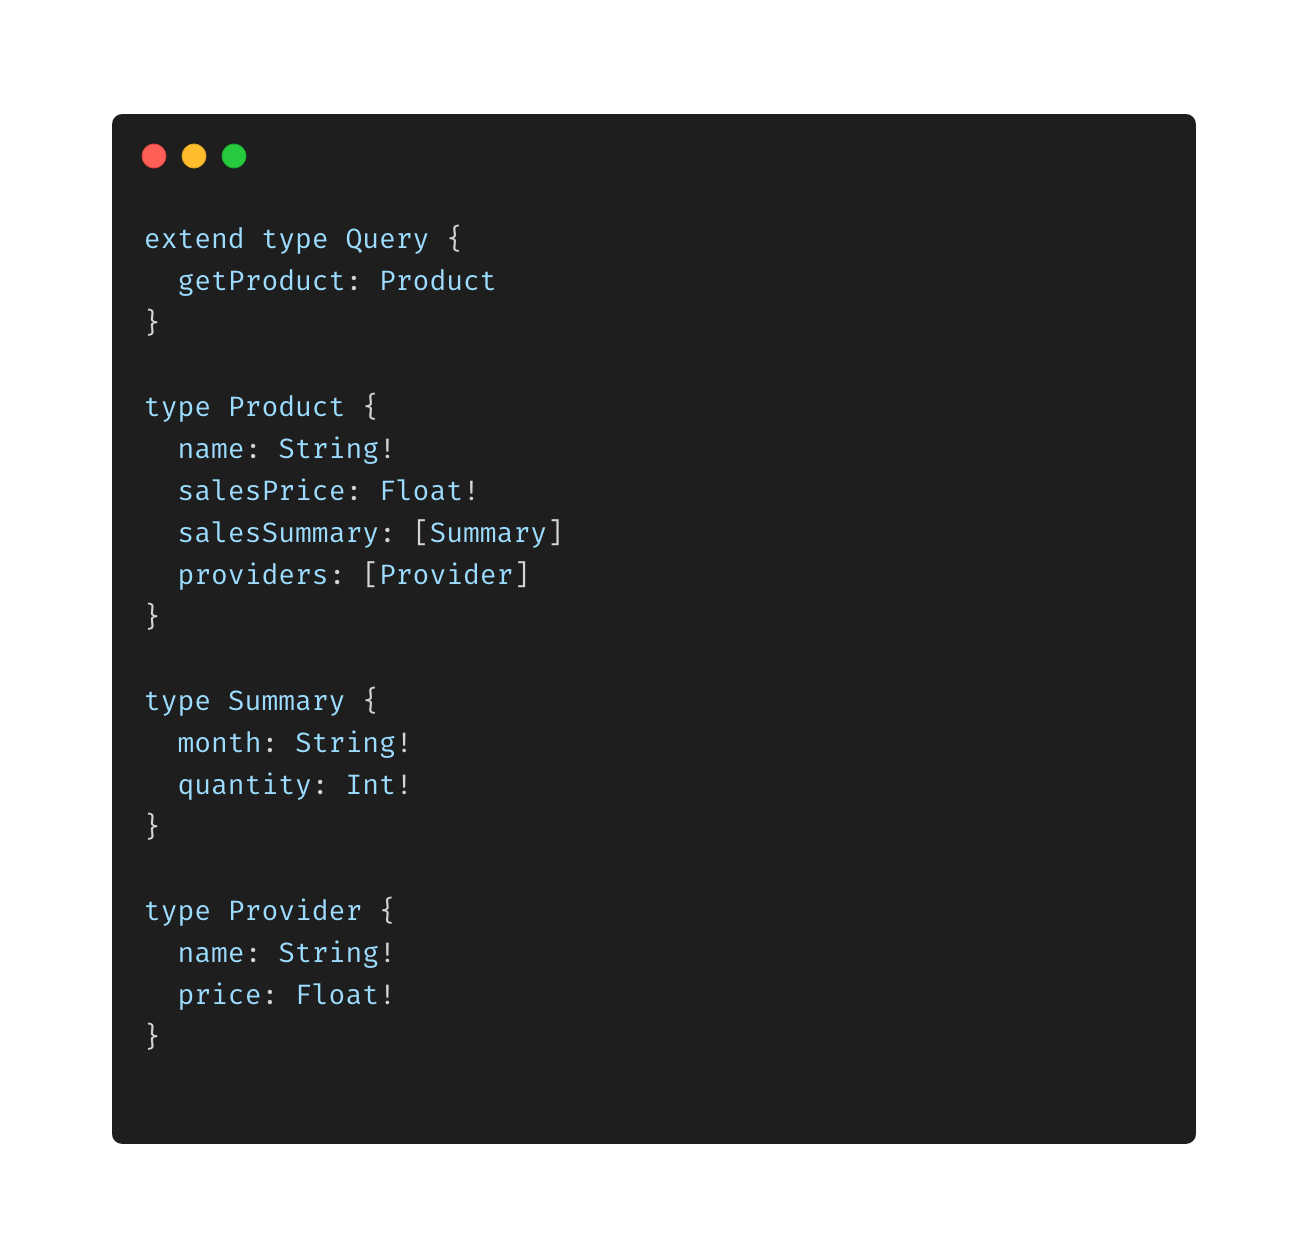 extend type Query {
  getProduct: Product
}

type Product {
  name: String!
  salesPrice: Float!
  salesSummary: [Summary]
  providers: [Provider]
}

type Summary {
  month: String!
  quantity: Int!
}

type Provider {
  name: String!
  price: Float!
}